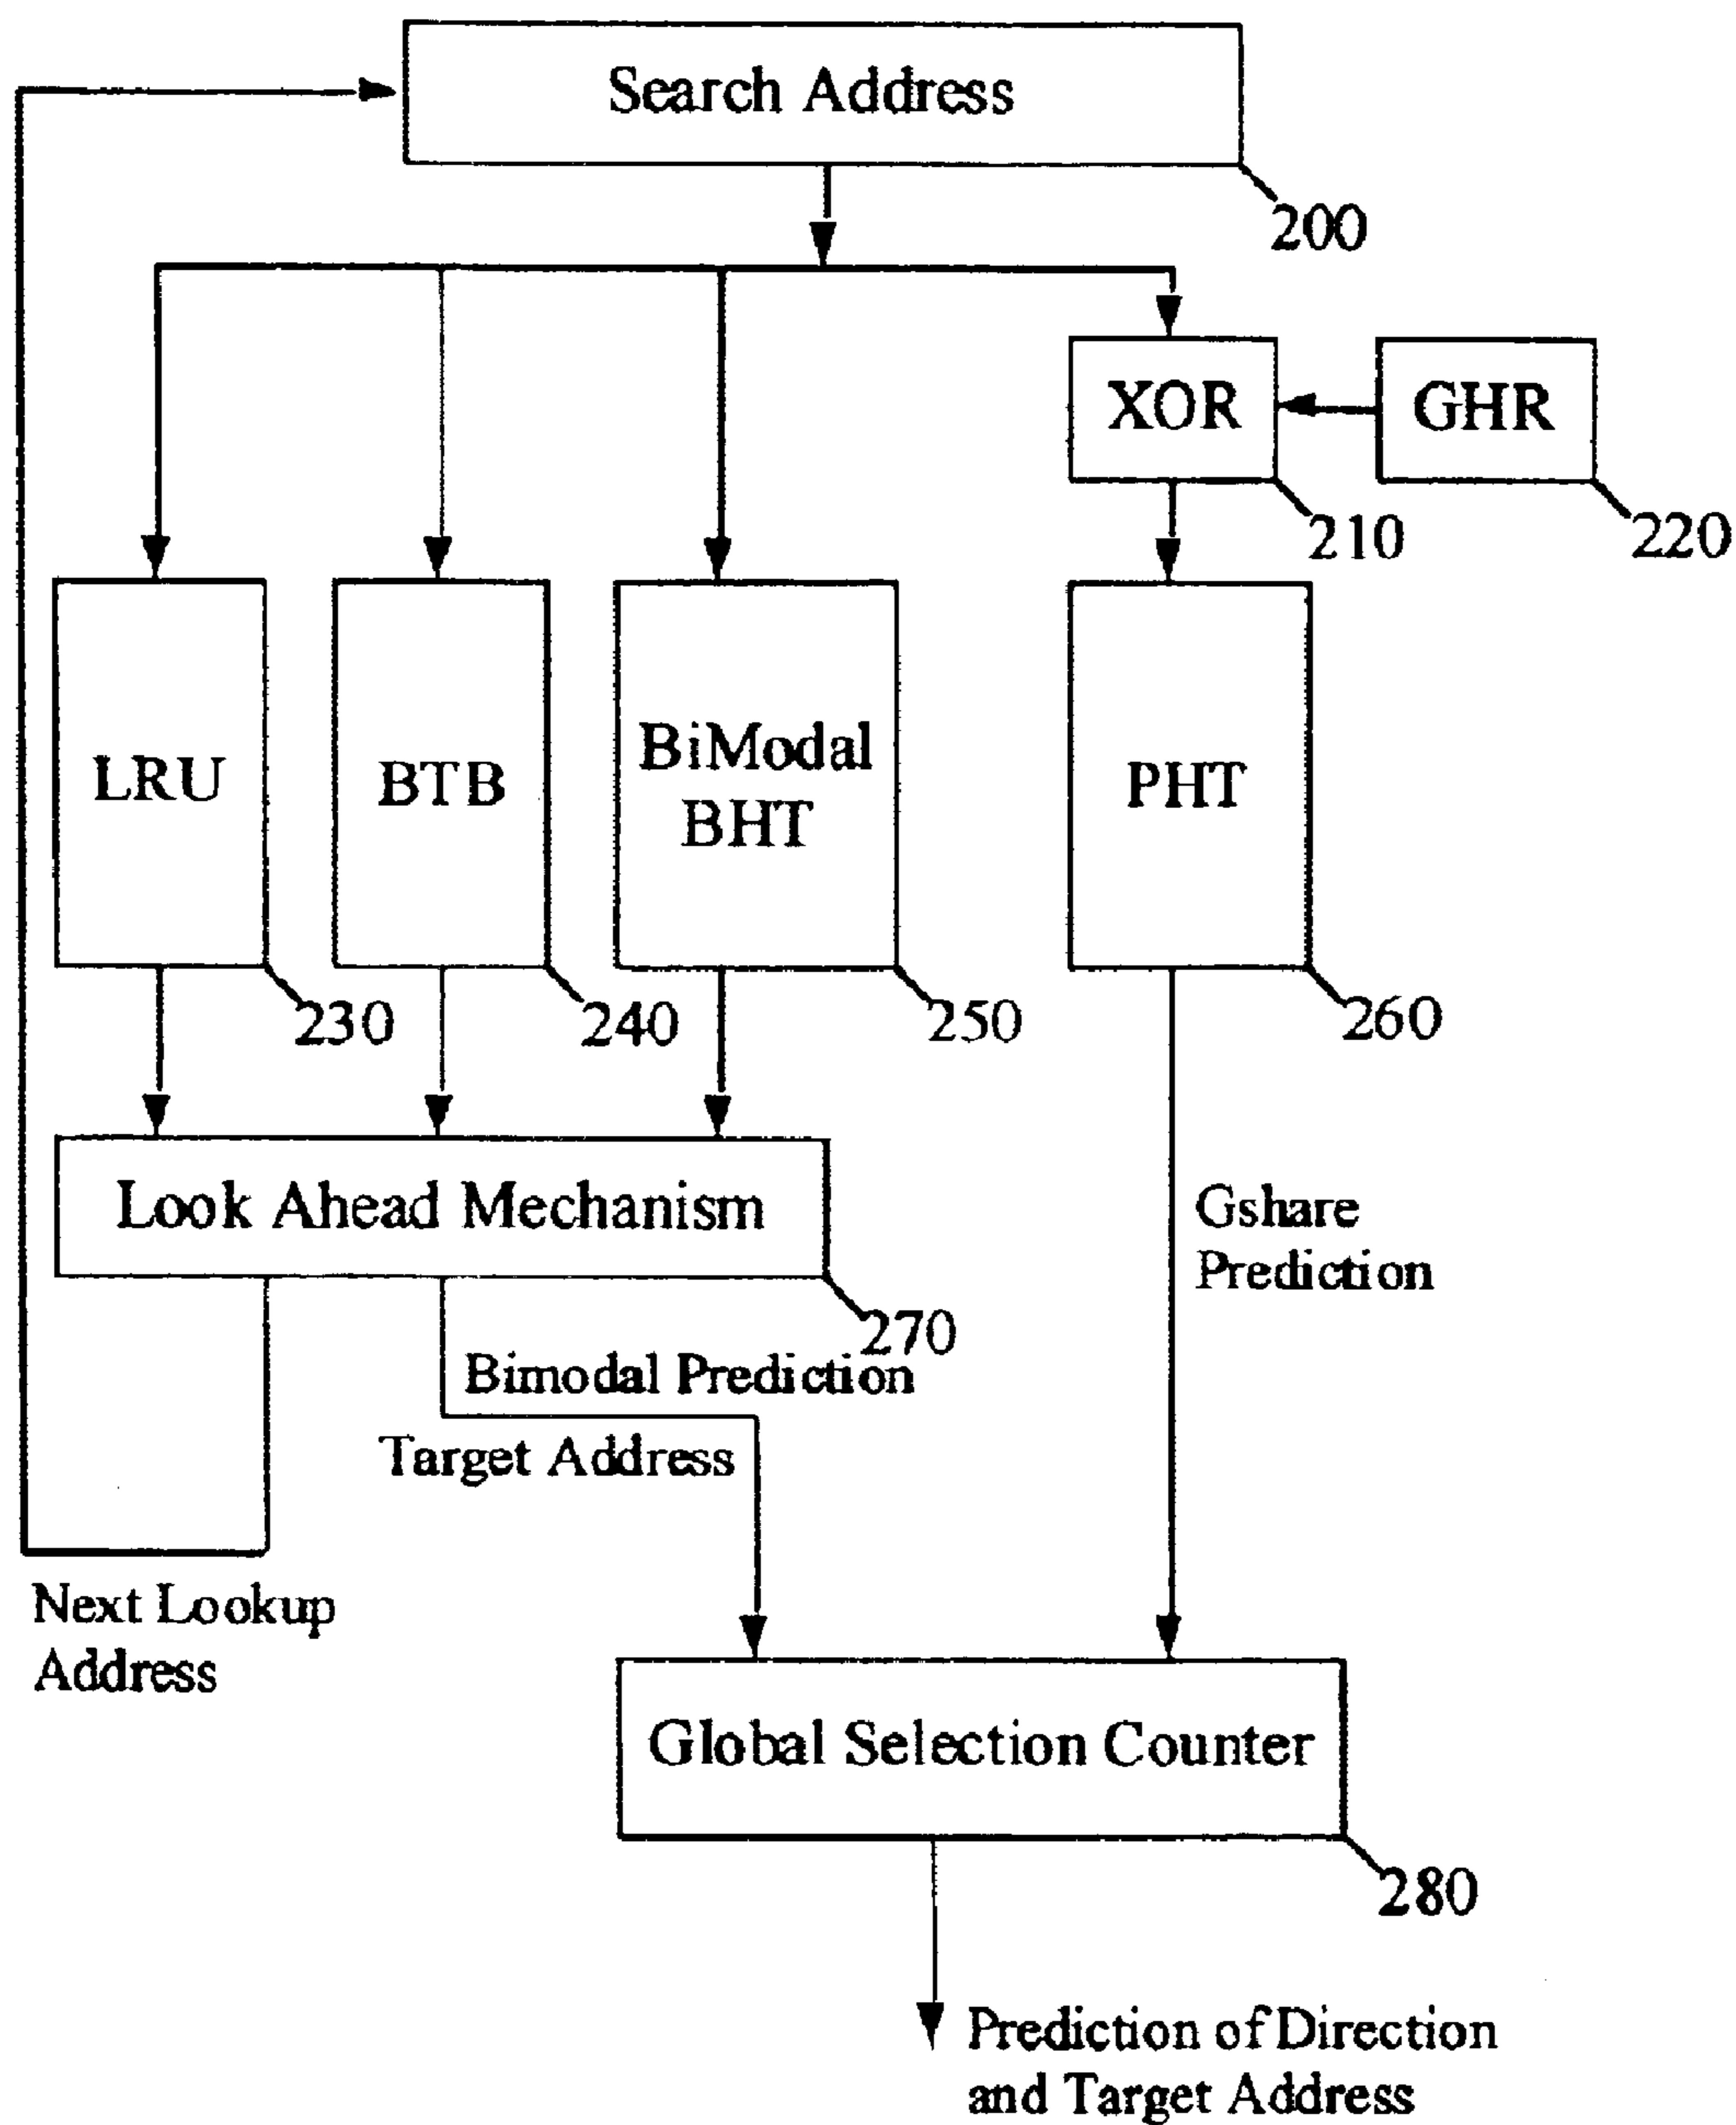 Search Address
200
XOR
GHR
210
220
LRU
BTB
BiModal
BHT
PHT
230
240
250
260
Look Ahead Mechanism
270
Gshare
Prediction
Bimodal Prediction
Target Address
Next Lookup
Address
Global Selection Counter
280
Prediction of Direction
and Target Address